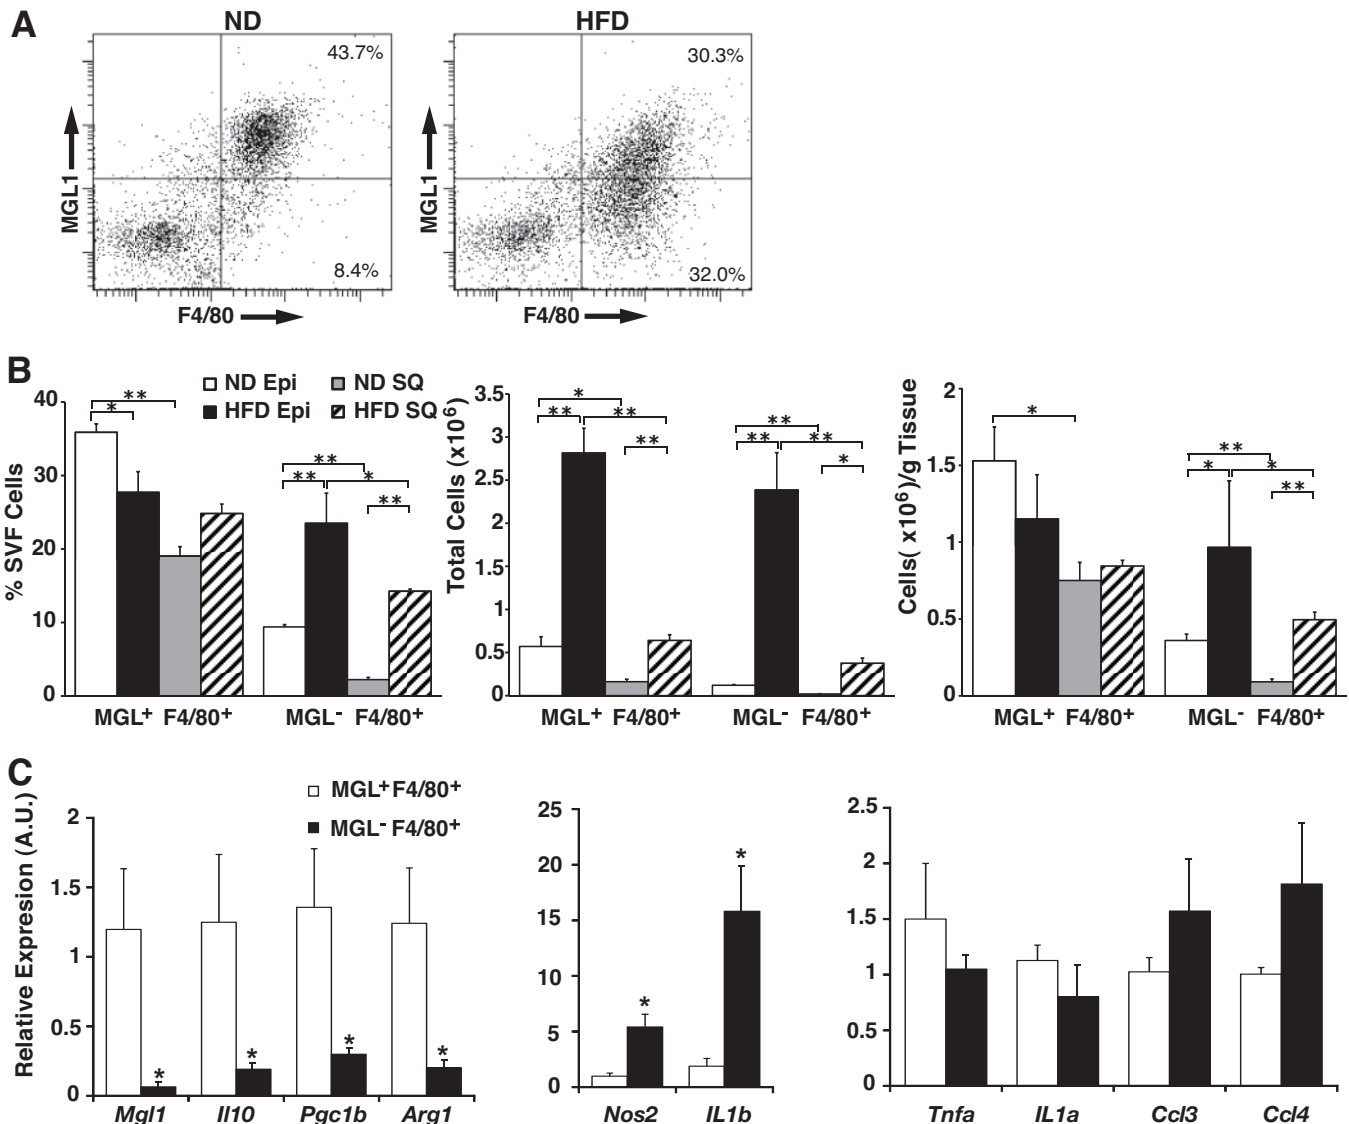 A
ND
HFD
43.7%
30.3%
MGL1
MGL1
8.4%
32.0%
F4/80
F4/80
B
ND Epi
ND SQ
HFD Epi
HFD SQ
% SVF Cells
40
30
20
10
0
** * ** ** * **
MGL+ F4/80+
MGL- F4/80+
Total Cells (x106)
3.5
3
2.5
2
1.5
1
0.5
0
* ** ** ** ** ** ** *
MGL+ F4/80+
MGL- F4/80+
Cells( x106)/g Tissue
2
1.5
1
0.5
0
* ** * * **
MGL+ F4/80+
MGL- F4/80+
C
MGL+F4/80+
MGL- F4/80+
Relative Expresion (A.U.)
2
1.5
1
0.5
0
* * * *
Mgl1 Il10 Pgc1b Arg1
25
20
15
10
5
0
* *
Nos2 IL1b
2.5
2
1.5
1
0.5
0
Tnfa IL1a Ccl3 Ccl4